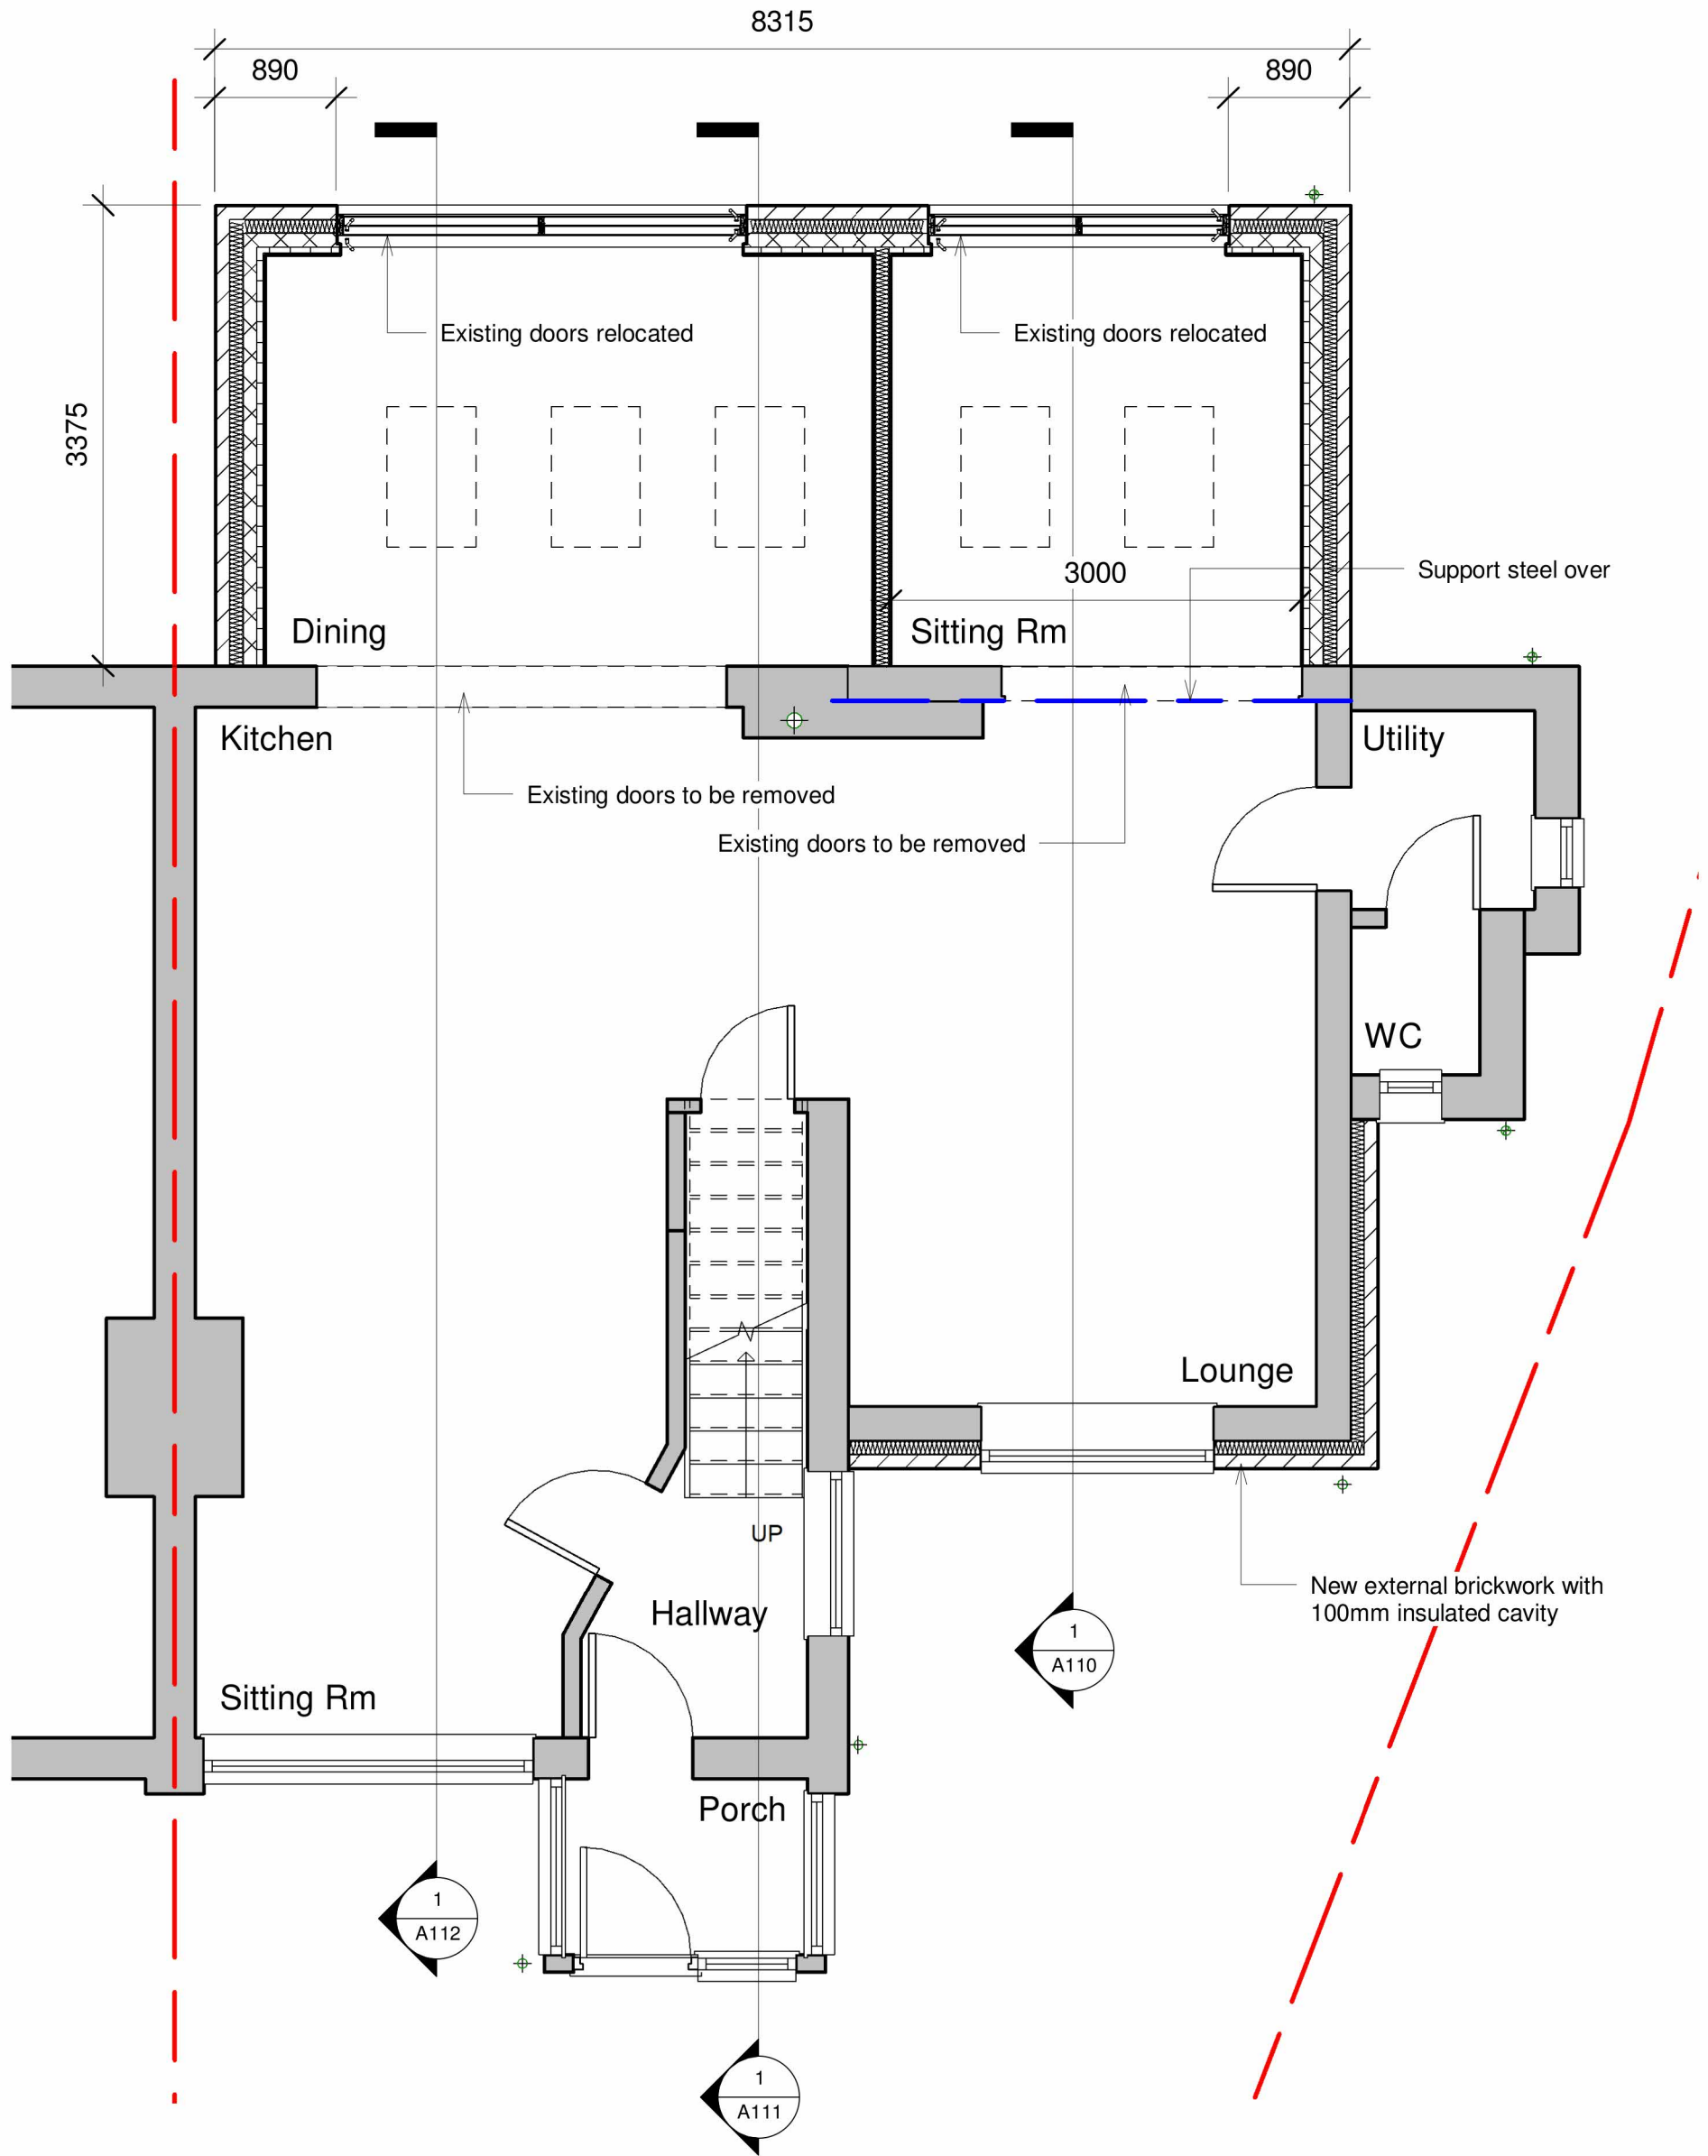 8315
890
890
3375
Existing doors relocated
Existing doors relocated
3000
Support steel over
Dining
Sitting Rm
Kitchen
Utility
Existing doors to be removed
Existing doors to be removed
WC
Lounge
UP
New external brickwork with
100mm insulated cavity
Hallway
1
A110
Sitting Rm
Porch
1
A112
1
A111